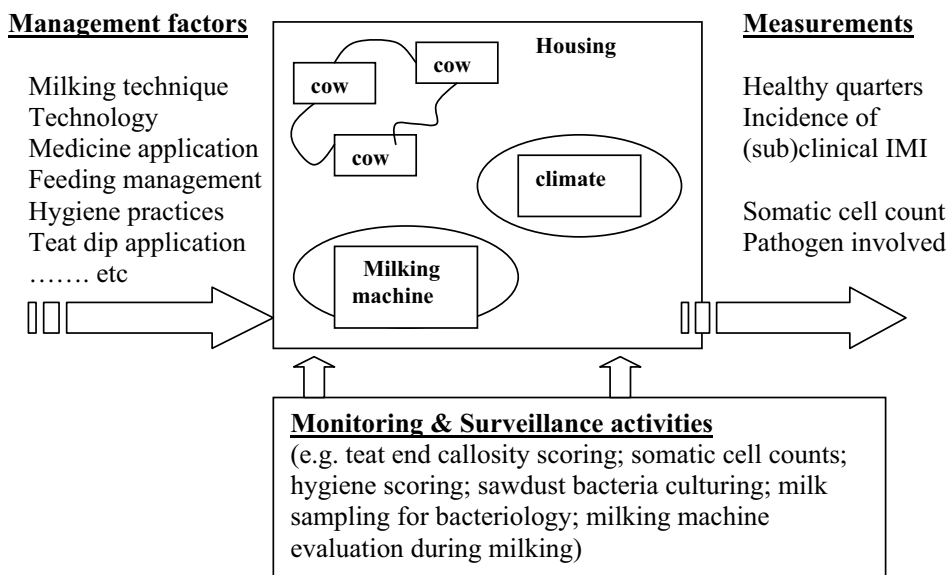 Management factors
Milking technique
Technology
Medicine application
Feeding management
Hygiene practices
Teat dip application
……. etc
Housing
cow
cow
cow
climate
Milking
machine
Measurements
Healthy quarters
Incidence of
(sub)clinical IMI
Somatic cell count
Pathogen involved
Monitoring & Surveillance activities
(e.g. teat end callosity scoring; somatic cell counts;
hygiene scoring; sawdust bacteria culturing; milk
sampling for bacteriology; milking machine
evaluation during milking)